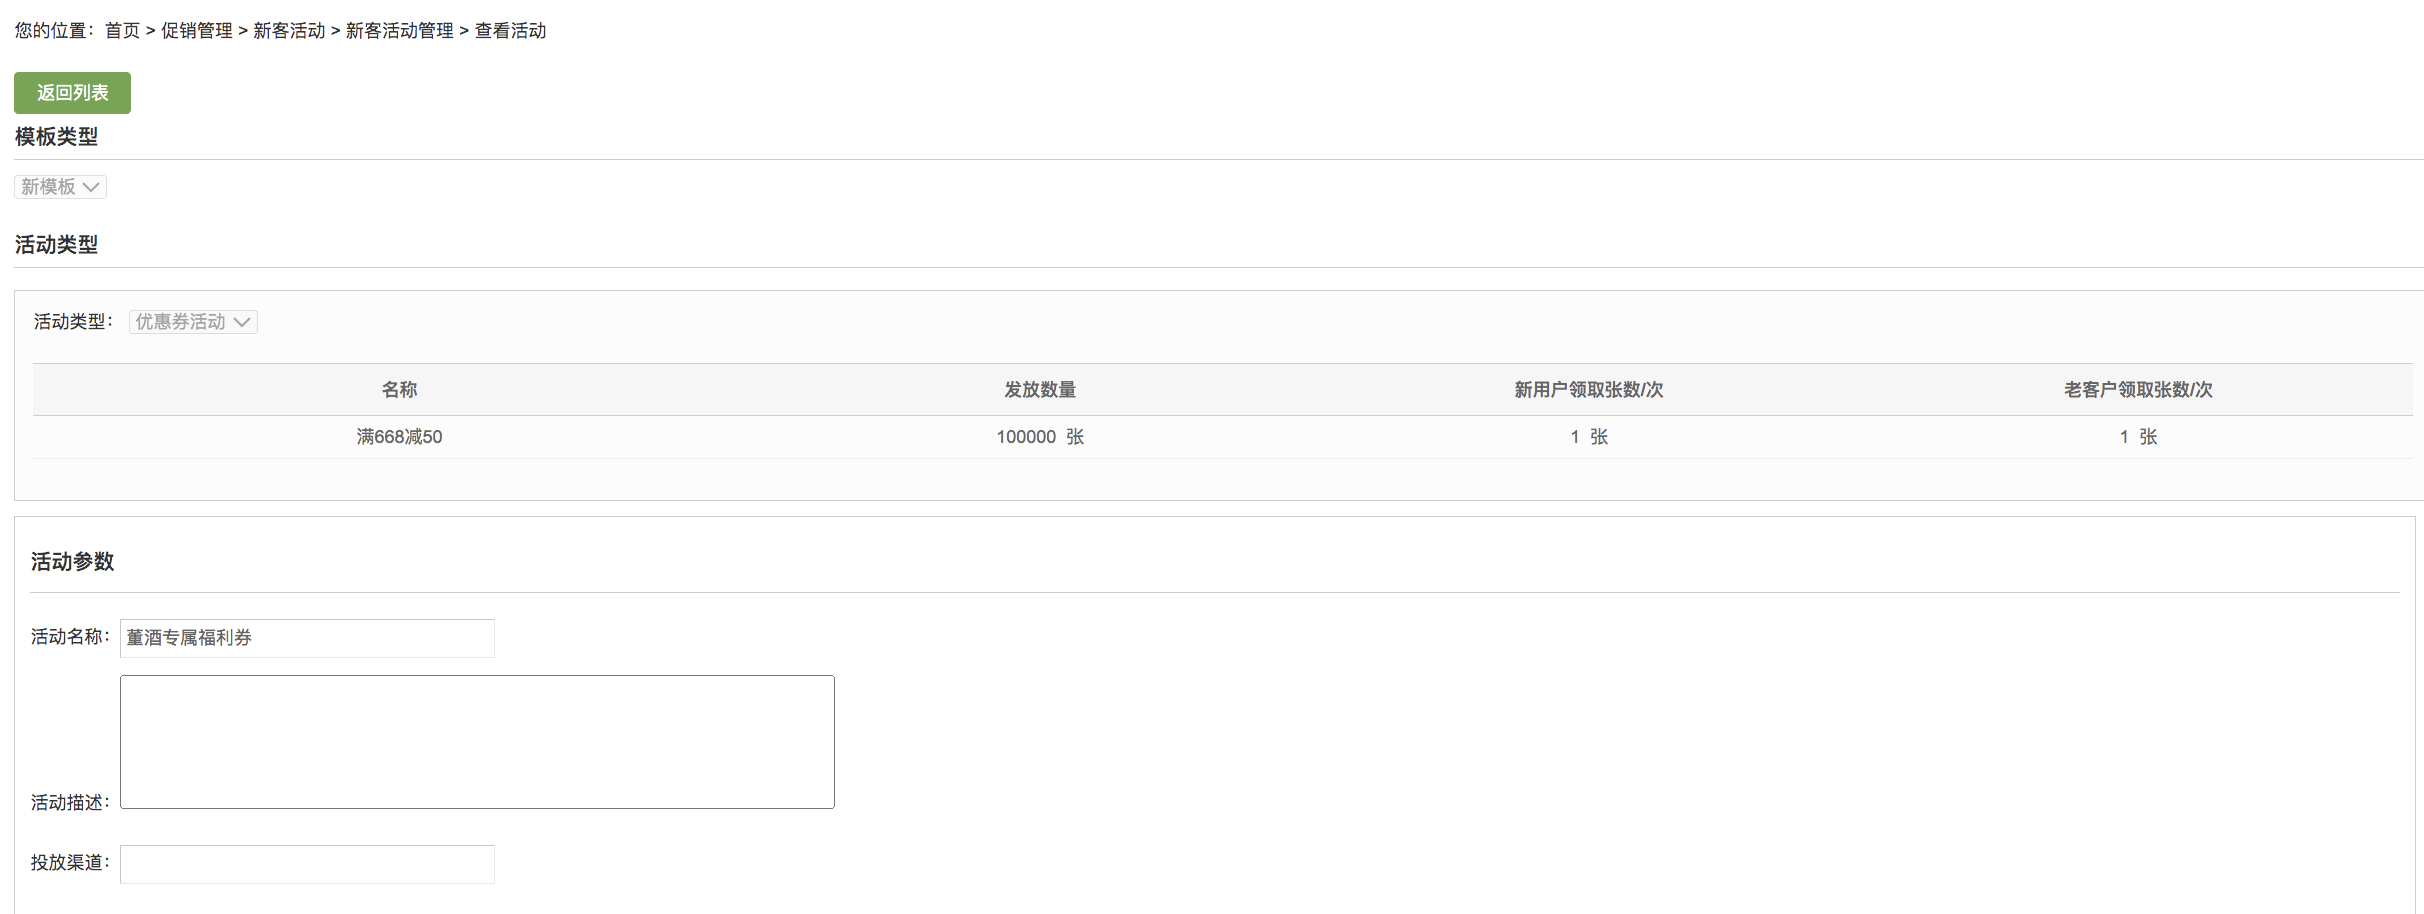 您的位置：首页 > 促销管理 > 新客活动 > 新客活动管理 > 查看活动
返回列表
模板类型
新模板
活动类型
活动类型： 优惠券活动
名称 发放数量 新用户领取张数/次 老客户领取张数/次
满668减50 100000 张 1 张 1 张
活动参数
活动名称： 董酒专属福利券
活动描述：
投放渠道：